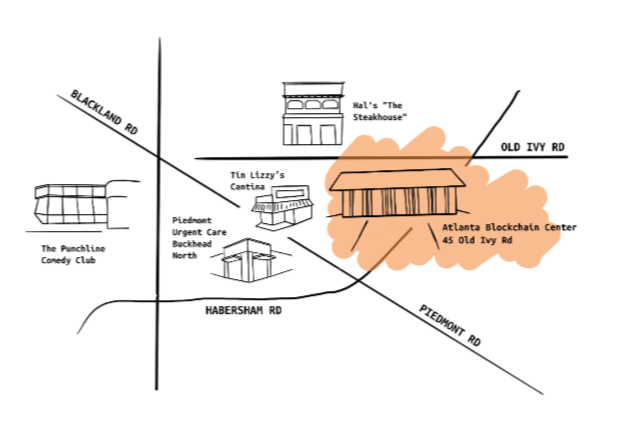 BLACKLAND RD
Hal's "The
Steakhouse"
OLD IVY RD
Tin Lizzy's
Cantina
Piedmont
Urgent Care
Buckhead
North
Atlanta Blockchain Center
45 Old Ivy Rd
The Punchline
Comedy Club
HABERSHAM RD
PIEDMONT RD